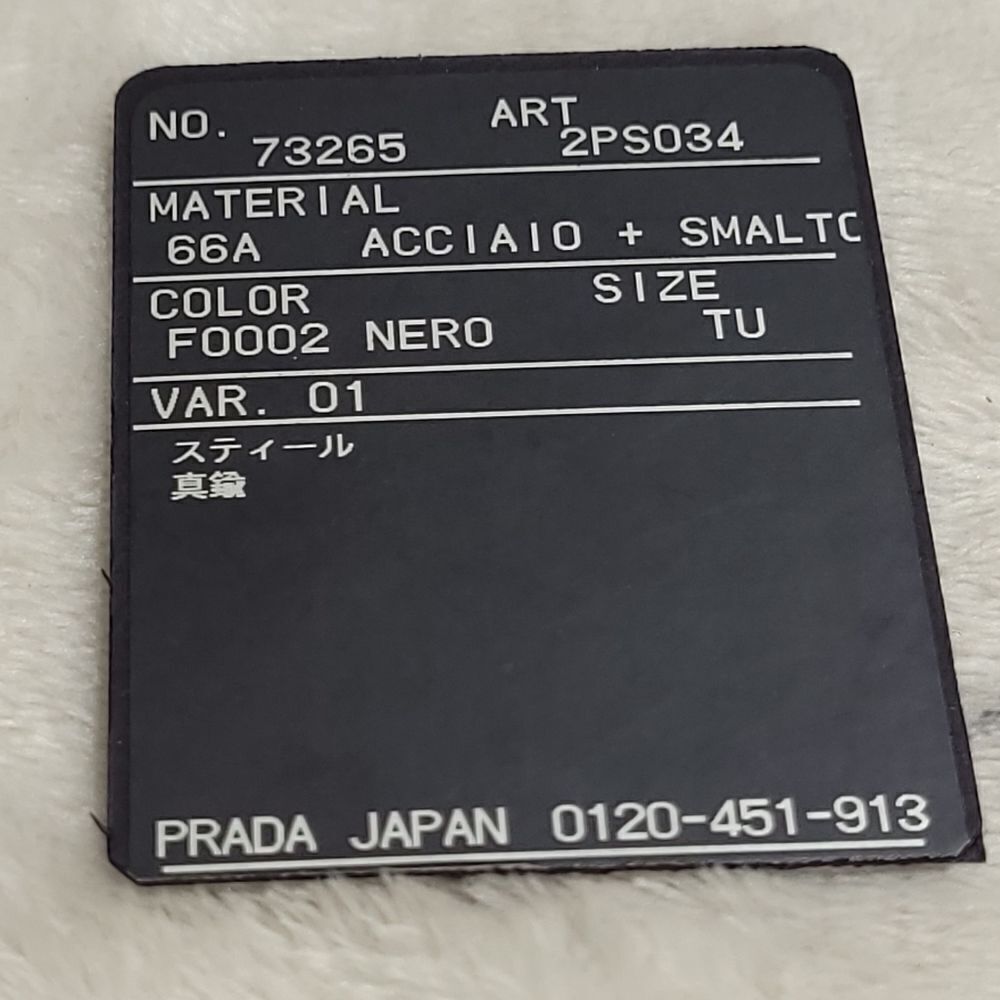 NO. ART
73265 2PS034
MATERIAL
66A ACCIAIO + SMALTO
COLOR SIZE
F0002 NERO TU
VAR. 01
スティール
真鍮
PRADA JAPAN 0120-451-913